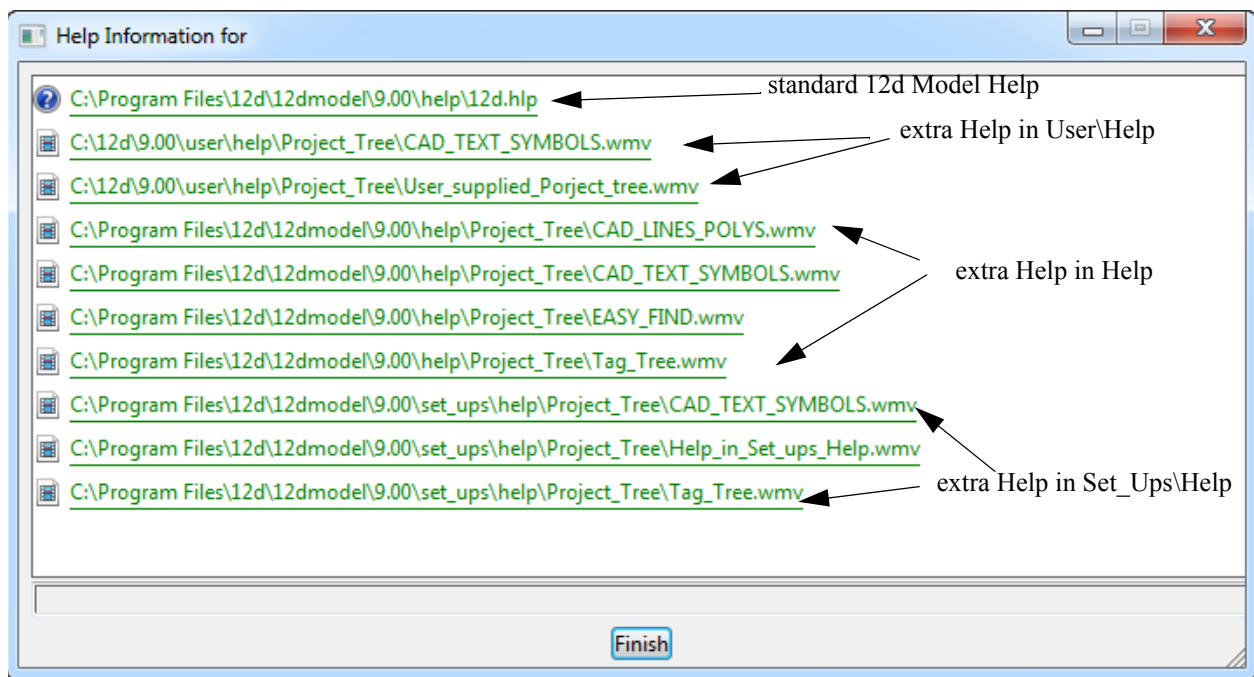 Help Information for
C:\Program Files\12d\12dmodel\9.00\help\12d.hlp
standard 12d Model Help
C:\12d\9.00\user\help\Project_Tree\CAD_TEXT_SYMBOLS.wmv
extra Help in User\Help
C:\12d\9.00\user\help\Project_Tree\User_supplied_Porject_tree.wmv
C:\Program Files\12d\12dmodel\9.00\help\Project_Tree\CAD_LINES_POLYS.wmv
C:\Program Files\12d\12dmodel\9.00\help\Project_Tree\CAD_TEXT_SYMBOLS.wmv
extra Help in Help
C:\Program Files\12d\12dmodel\9.00\help\Project_Tree\EASY_FIND.wmv
C:\Program Files\12d\12dmodel\9.00\help\Project_Tree\Tag_Tree.wmv
C:\Program Files\12d\12dmodel\9.00\set_ups\help\Project_Tree\CAD_TEXT_SYMBOLS.wmv
C:\Program Files\12d\12dmodel\9.00\set_ups\help\Project_Tree\Help_in_Set_ups_Help.wmv
C:\Program Files\12d\12dmodel\9.00\set_ups\help\Project_Tree\Tag_Tree.wmv
extra Help in Set_Ups\Help
Finish